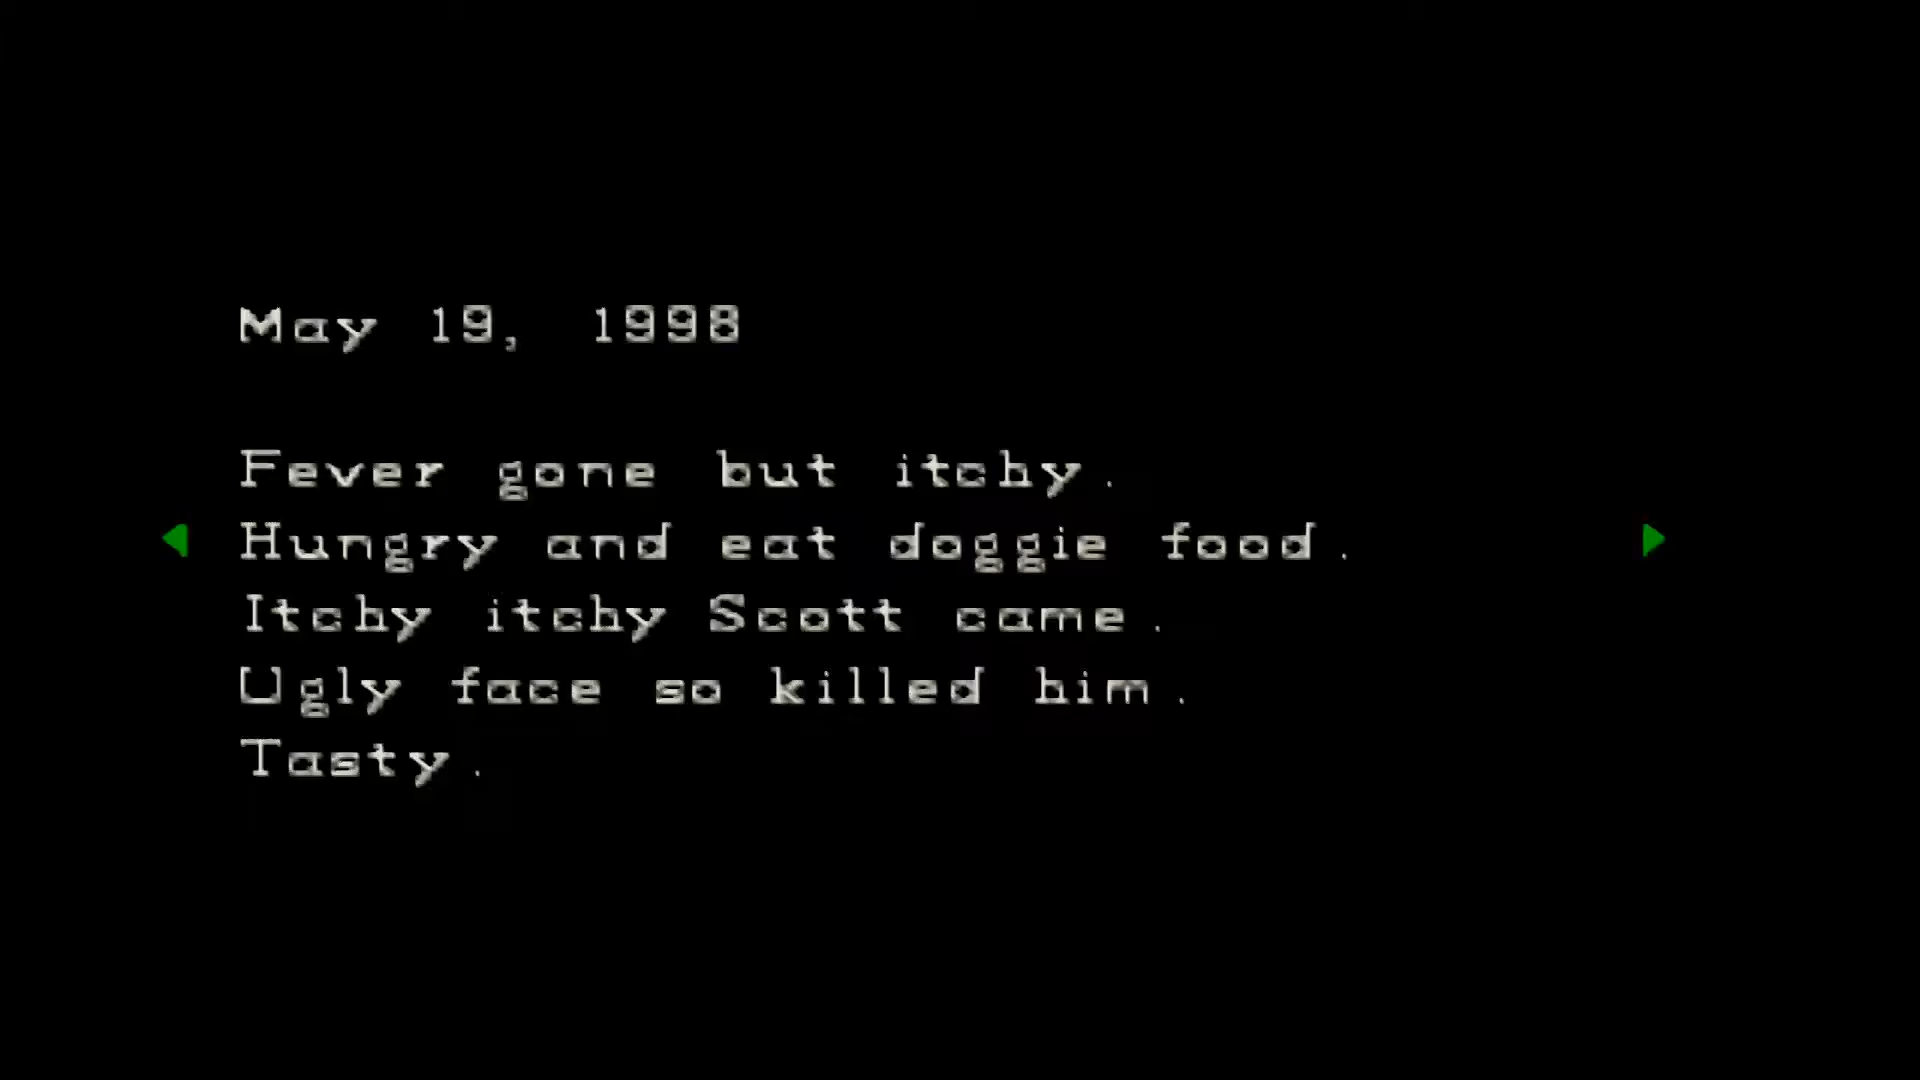 May 19, 1998
Fever gone but itchy.
Hungry and eat doggie food.
Itchy itchy Scott came.
Ugly face so killed him.
Tasty.